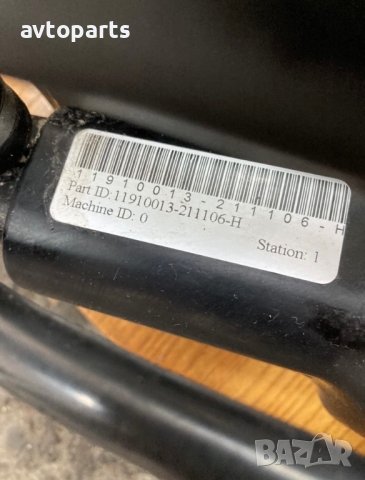 avtoparts
11910013-211106-H
Part ID:11910013-211106-H
Machine ID: 0
Station: 1
BAZAR